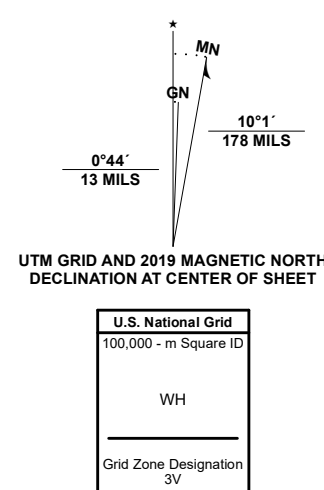 ★
MN
GN
10°1´
178 MILS
0°44´
13 MILS
UTM GRID AND 2019 MAGNETIC NORTH
DECLINATION AT CENTER OF SHEET
U.S. National Grid
100,000 - m Square ID
WH
Grid Zone Designation
3V